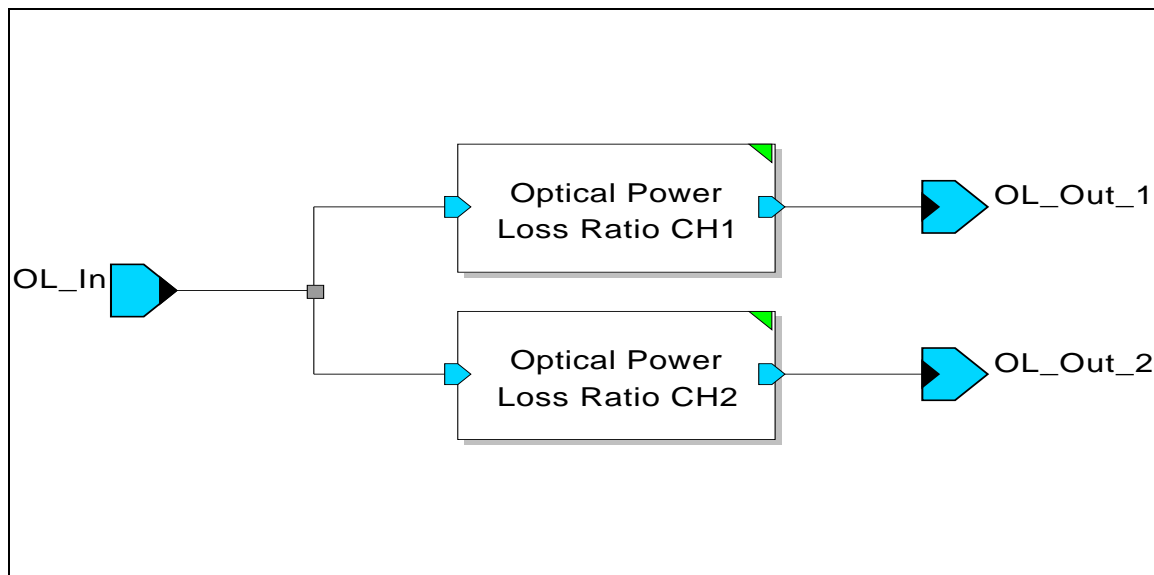 Optical Power
Loss Ratio CH1
OL_Out_1
OL_In
Optical Power
Loss Ratio CH2
OL_Out_2